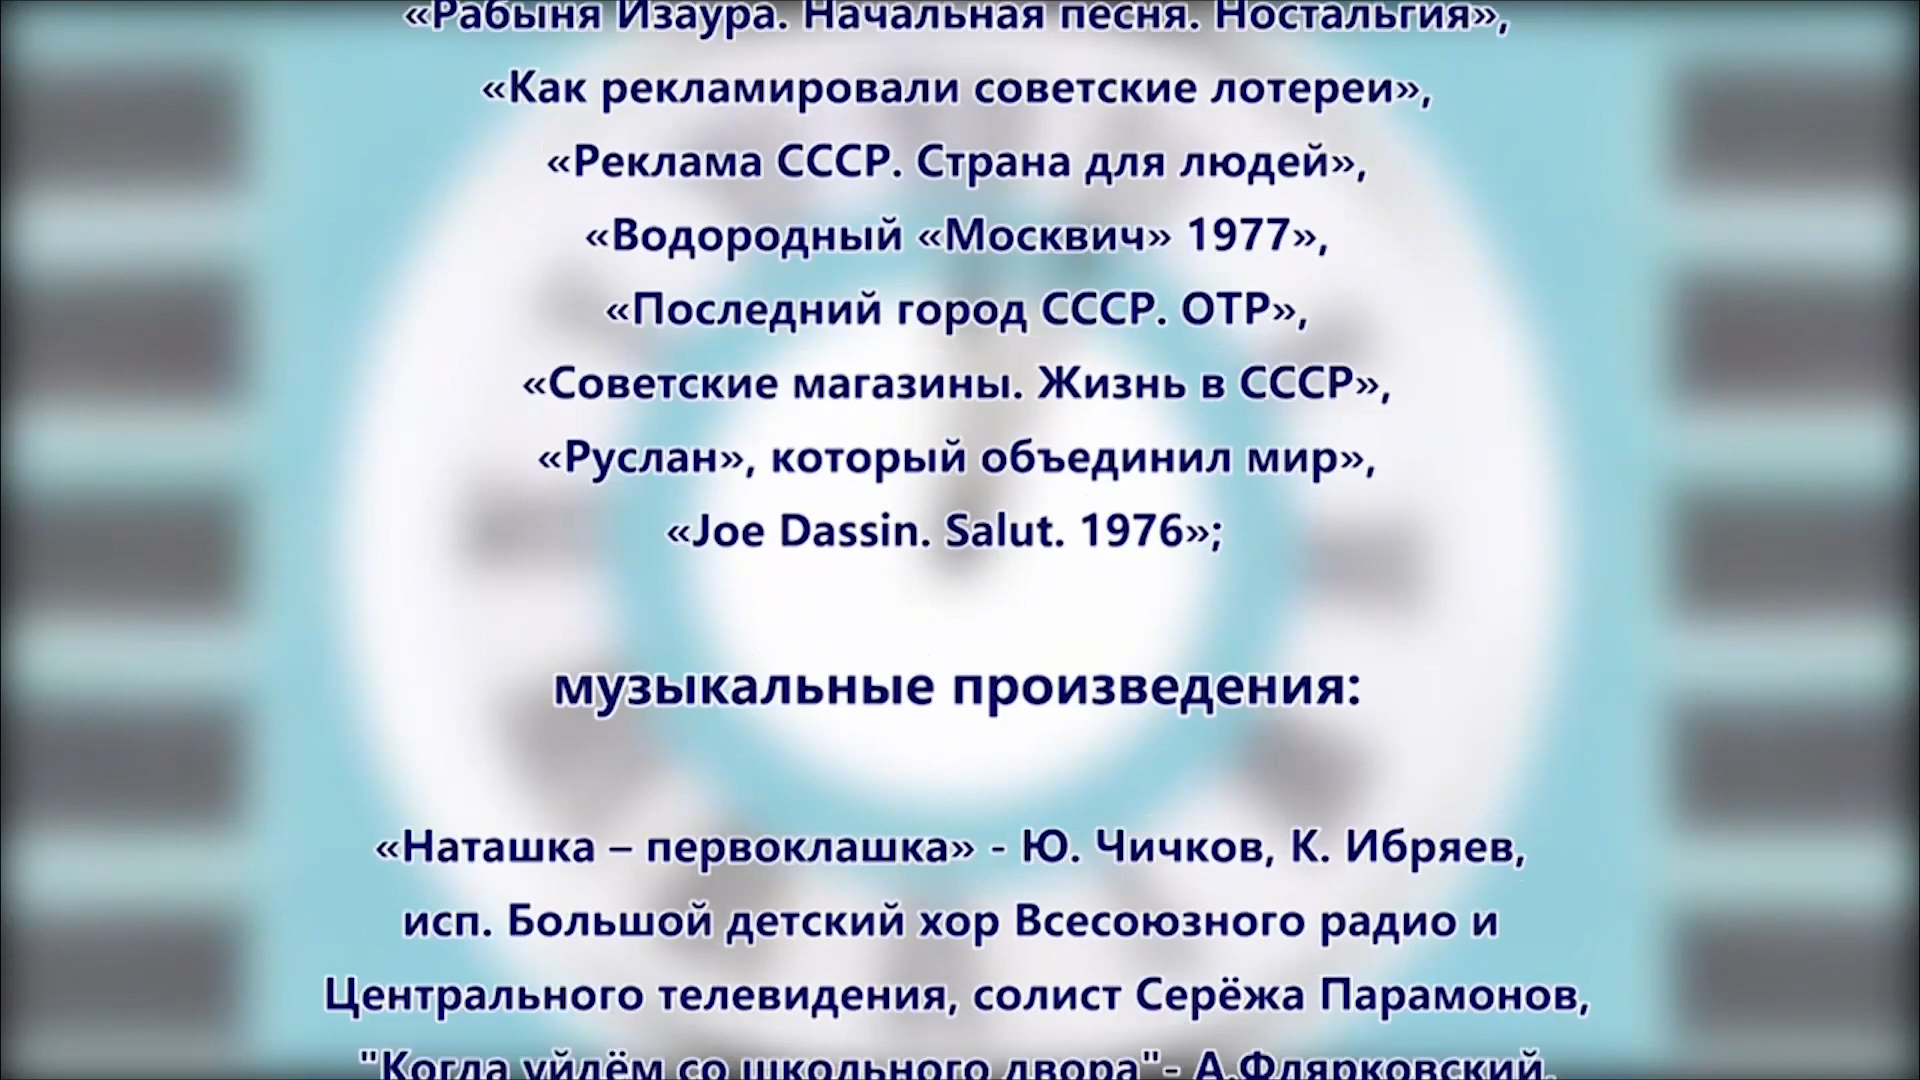 «Рабыня Изаура. Начальная песня. Ностальгия»,
«Как рекламировали советские лотереи»,
«Реклама СССР. Страна для людей»,
«Водородный «Москвич» 1977»,
«Последний город СССР. ОТР»,
«Советские магазины. Жизнь в СССР»,
«Руслан», который объединил мир»,
«Joe Dassin. Salut. 1976»;
музыкальные произведения:
«Наташка – первоклашка» - Ю. Чичков, К. Ибряев,
исп. Большой детский хор Всесоюзного радио и
Центрального телевидения, солист Серёжа Парамонов,
"Когда уйдём со школьного двора"- А.Флярковский,